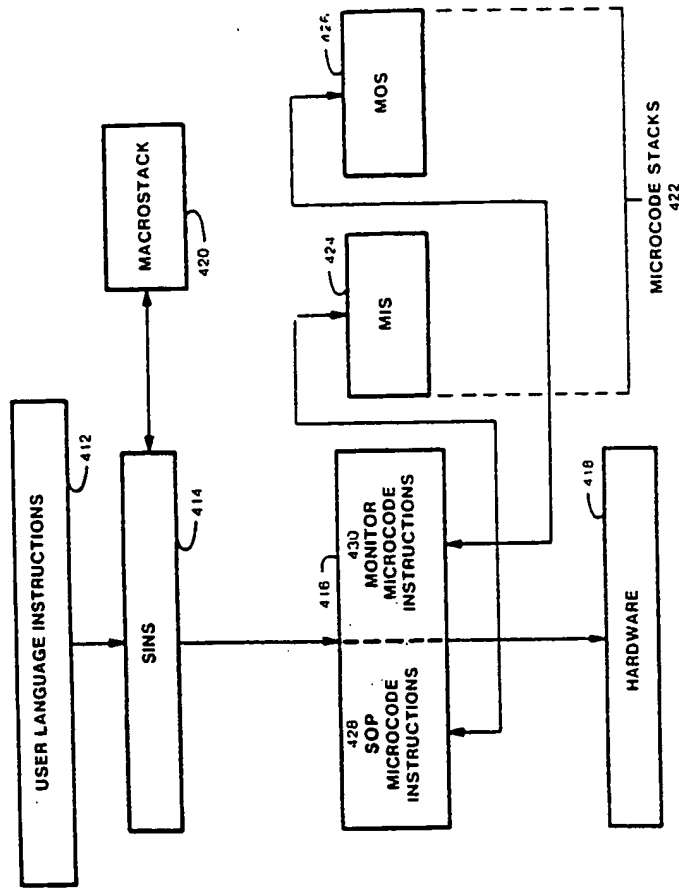 USER LANGUAGE INSTRUCTIONS
412
SINS
414
MACROSTACK
420
416
428
SOP
MICROCODE
INSTRUCTIONS
430
MONITOR
MICROCODE
INSTRUCTIONS
MIS
424
MOS
MICROCODE STACKS
422
HARDWARE
418